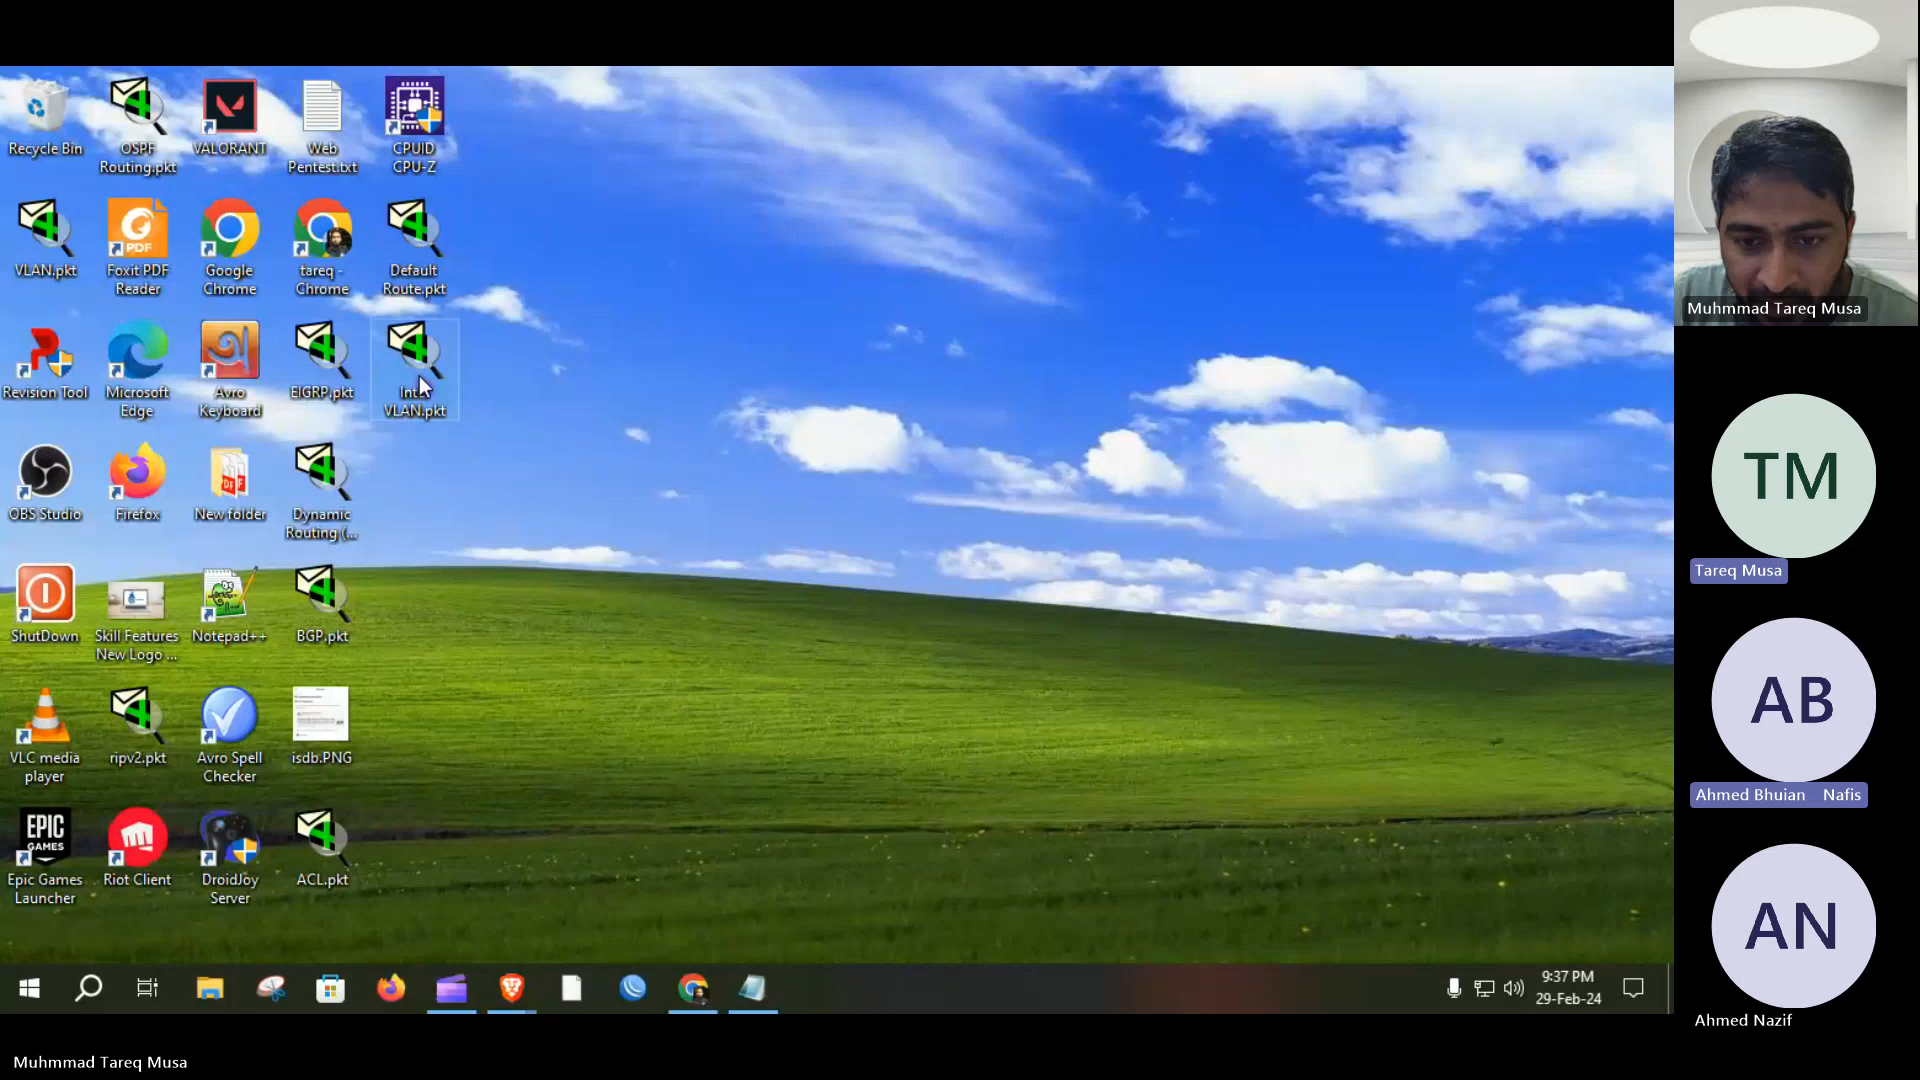 Recycle Bin
OSPF
Routing.pkt
VALORANT
Web
Pentest.txt
CPUID
CPU-Z
VLAN.pkt
PDF
Foxit PDF
Reader
Google
Chrome
tareq -
Chrome
Default
Route.pkt
Revision Tool
Microsoft
Edge
অ
Avro
Keyboard
EIGRP.pkt
VLAN.pkt
OBS Studio
Firefox
PDF
New folder
Dynamic
Routing (...
ShutDown
Skill Features
New Logo ...
Notepad++
BGP.pkt
VLC media
player
ripv2.pkt
Avro Spell
Checker
isdb.PNG
EPIC
GAMES
Epic Games
Launcher
Riot Client
DroidJoy
Server
ACL.pkt
9:37 PM
29-Feb-24
Muhmmad Tareq Musa
Muhmmad Tareq Musa
TM
Tareq Musa
AB
Ahmed Bhuian Nafis
AN
Ahmed Nazif